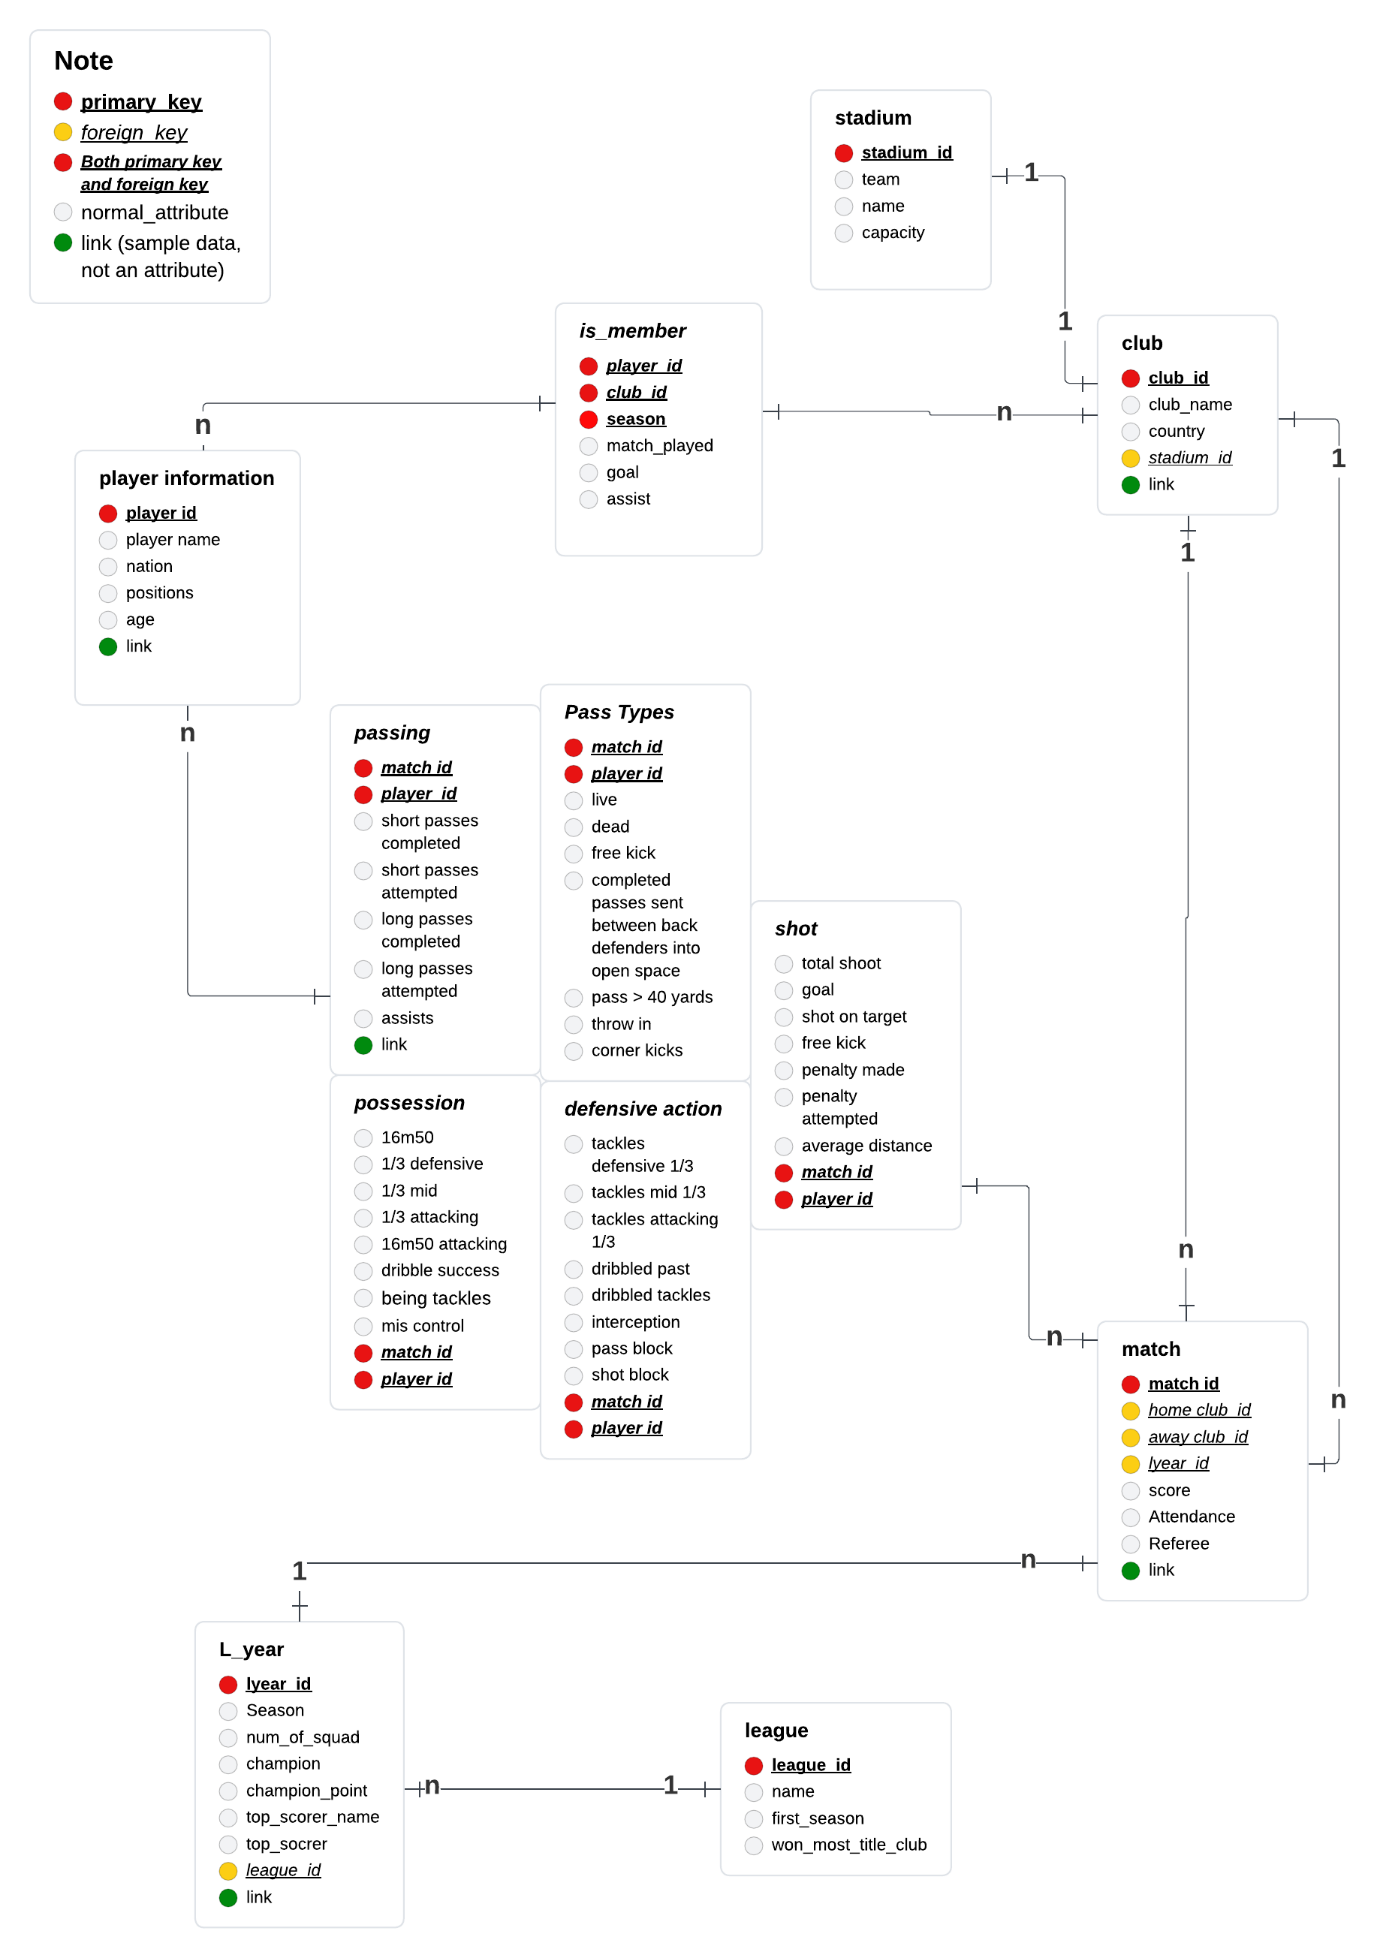 Note
primary_key
foreign_key
Both primary key
and foreign key
normal_attribute
link (sample data,
not an attribute)
stadium
stadium_id
team
name
capacity
1
1
is_member
player_id
club_id
season
match_played
goal
assist
n
n
club
club_id
club_name
country
stadium_id
link
1
1
player information
player id
player name
nation
positions
age
link
n
passing
match id
player_id
short passes
completed
short passes
attempted
long passes
completed
long passes
attempted
assists
link
Pass Types
match id
player id
live
dead
free kick
completed
passes sent
between back
defenders into
open space
pass > 40 yards
throw in
corner kicks
shot
total shoot
goal
shot on target
free kick
penalty made
penalty
attempted
average distance
match id
player id
possession
16m50
1/3 defensive
1/3 mid
1/3 attacking
16m50 attacking
dribble success
being tackles
mis control
match id
player id
defensive action
tackles
defensive 1/3
tackles mid 1/3
tackles attacking
1/3
dribbled past
dribbled tackles
interception
pass block
shot block
match id
player id
n
n
n
match
match id
home club_id
away club_id
lyear_id
score
Attendance
Referee
link
1
n
L_year
lyear_id
Season
num_of_squad
champion
champion_point
top_scorer_name
top_socrer
league_id
link
n
1
league
league_id
name
first_season
won_most_title_club